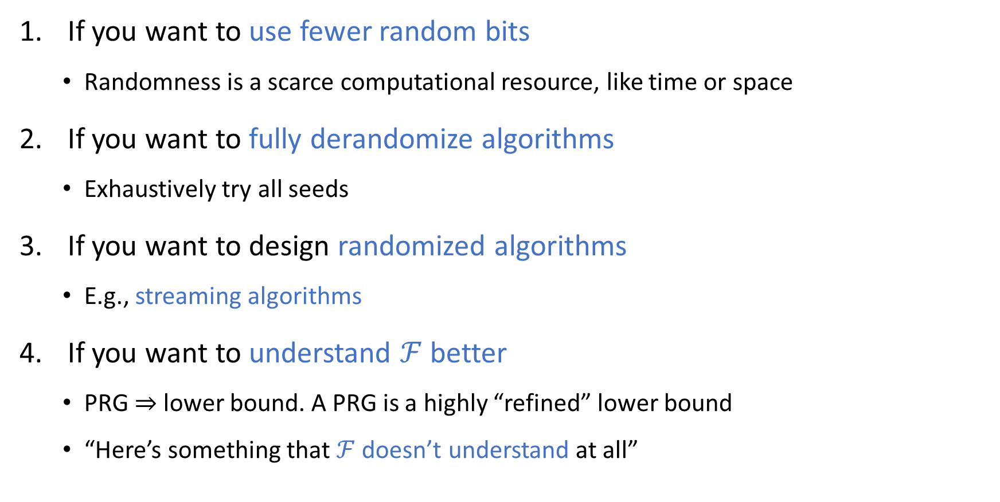 1. If you want to use fewer random bits
• Randomness is a scarce computational resource, like time or space
2. If you want to fully derandomize algorithms
• Exhaustively try all seeds
3. If you want to design randomized algorithms
• E.g., streaming algorithms
4. If you want to understand ℱ better
• PRG ⇒ lower bound. A PRG is a highly “refined” lower bound
• “Here’s something that ℱ doesn’t understand at all”